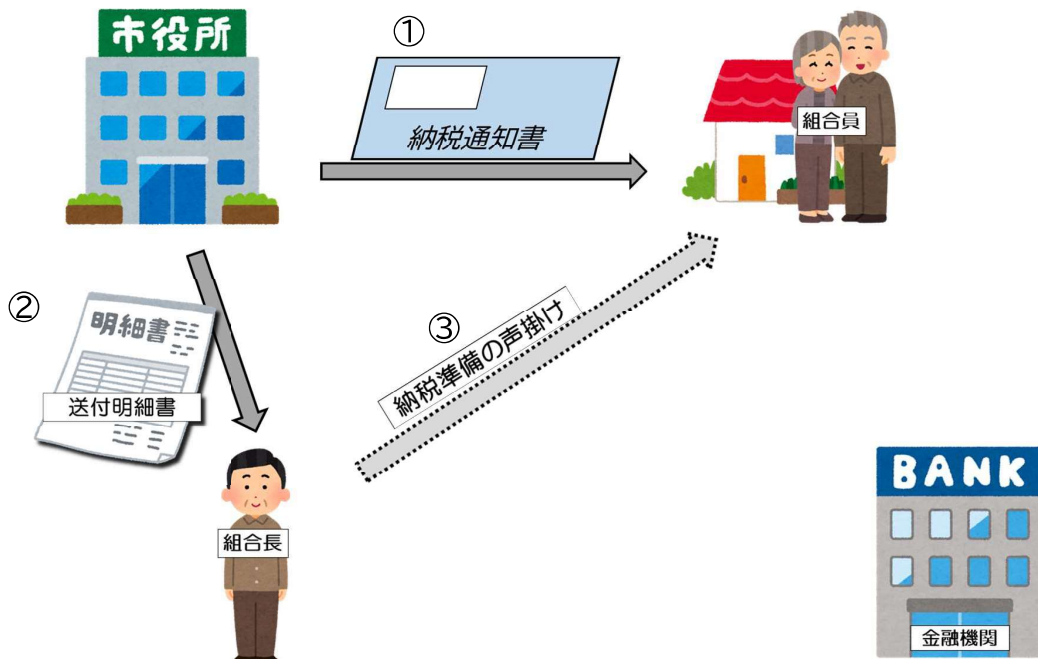 市役所
①
納税通知書
組合員
②
明細書
送付明細書
③
納税準備の声掛け
組合長
BANK
金融機関